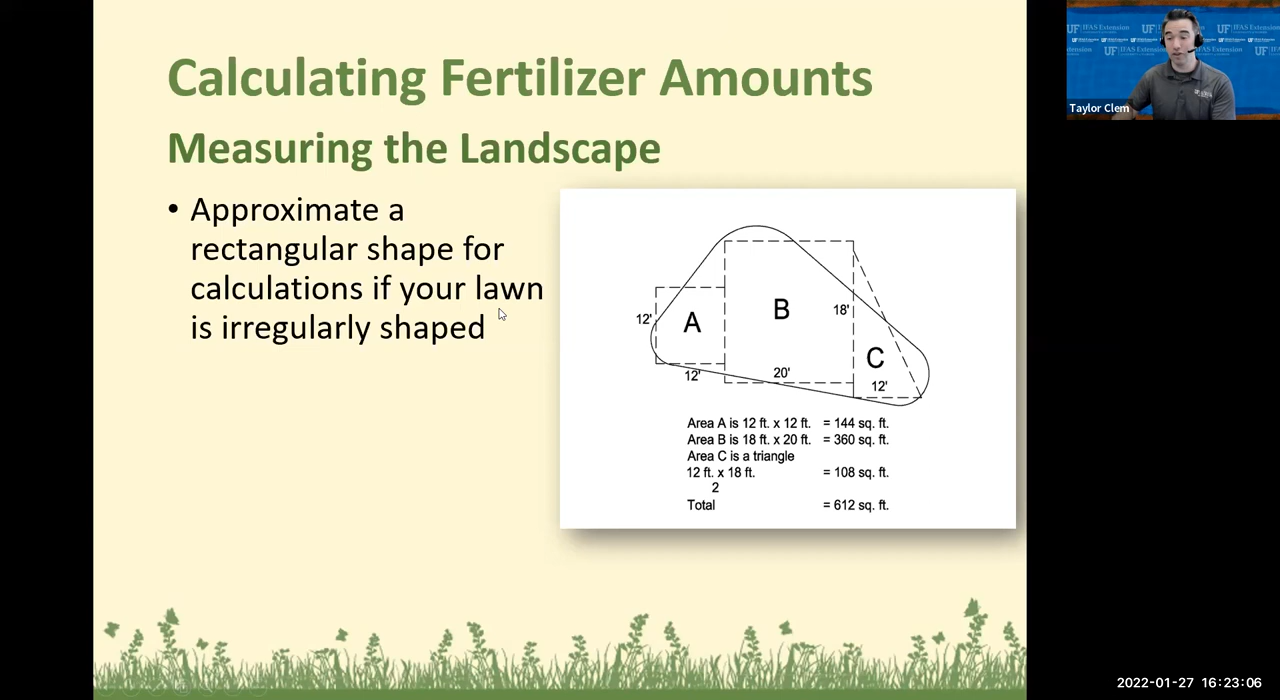 Calculating Fertilizer Amounts
Measuring the Landscape
• Approximate a
rectangular shape for
calculations if your lawn
is irregularly shaped
12'
A
12'
B
20'
18'
C
12'
Area A is 12 ft. x 12 ft. = 144 sq. ft.
Area B is 18 ft. x 20 ft. = 360 sq. ft.
Area C is a triangle
12 ft. x 18 ft. = 108 sq. ft.
2
Total = 612 sq. ft.
UF IFAS Extension
Taylor Clem
2022-01-27 16:23:06